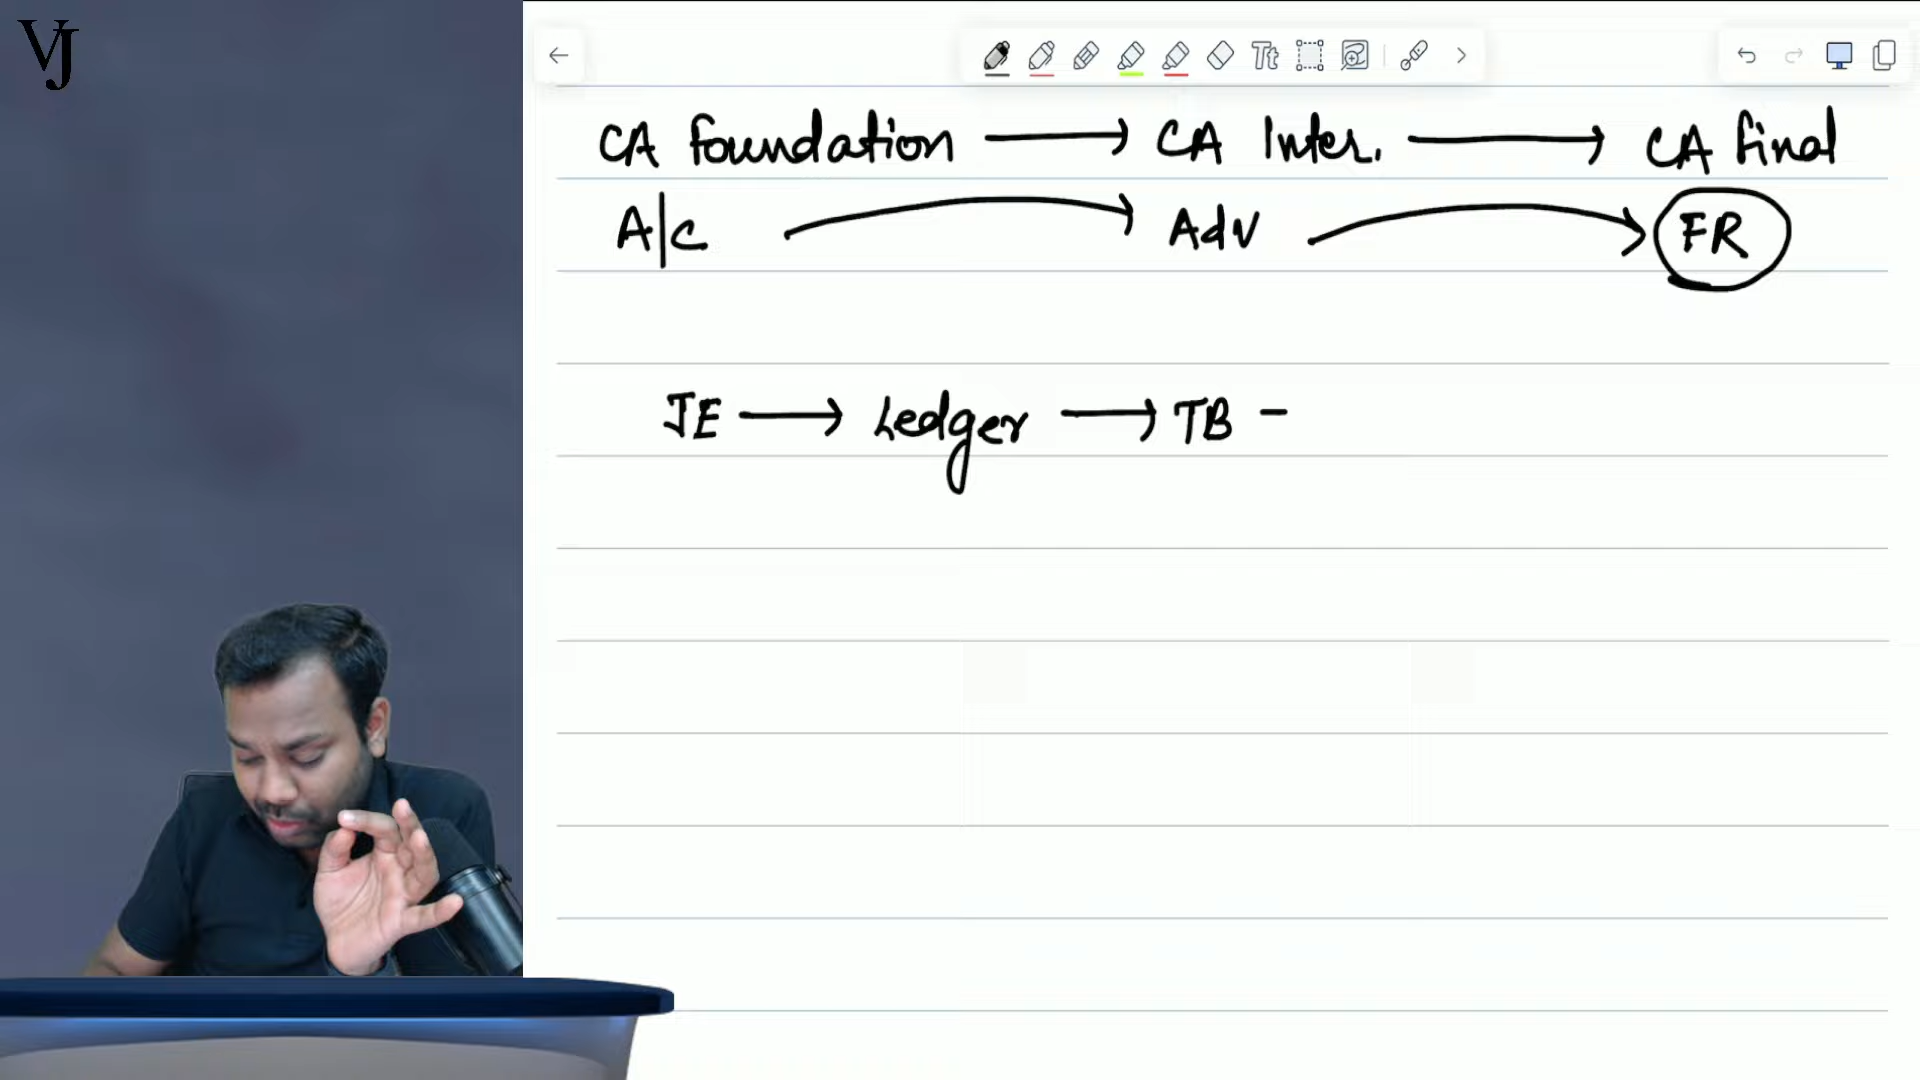 VJ
CA Foundation → CA Inter. → CA Final
A/c → Adv → FR
JE → Ledger → TB -